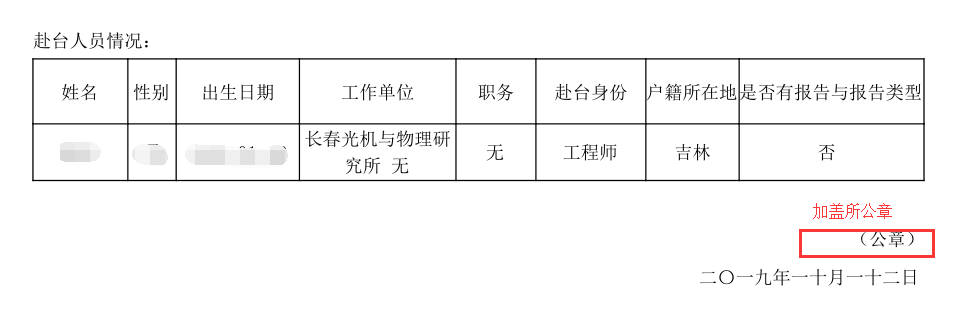 赴台人员情况：
姓名 性别 出生日期 工作单位 职务 赴台身份 户籍所在地 是否有报告与报告类型
长春光机与物理研究所 无 无 工程师 吉林 否
加盖所公章
（公章）
二〇一九年一十月一十二日